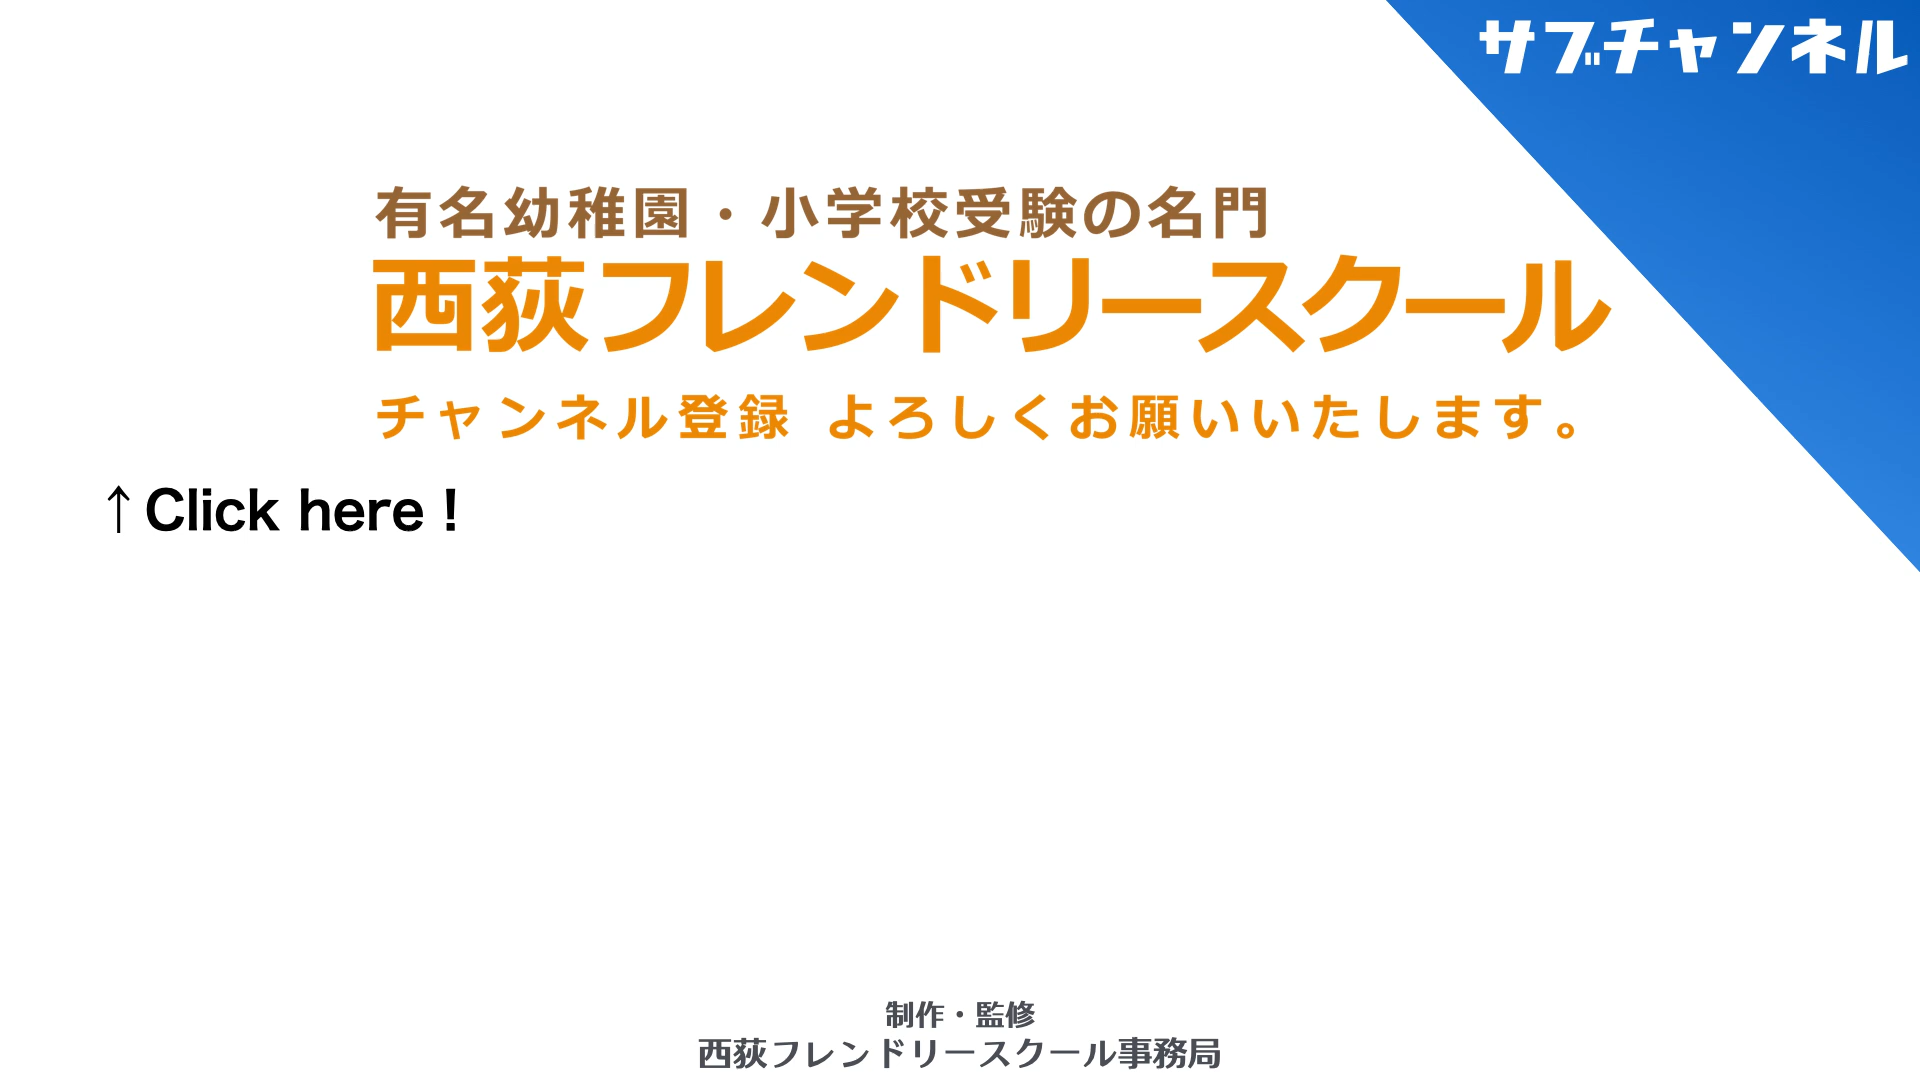 サブチャンネル
有名幼稚園・小学校受験の名門
西荻フレンドリースクール
チャンネル登録 よろしくお願いいたします。
↑Click here !
制作・監修
西荻フレンドリースクール事務局